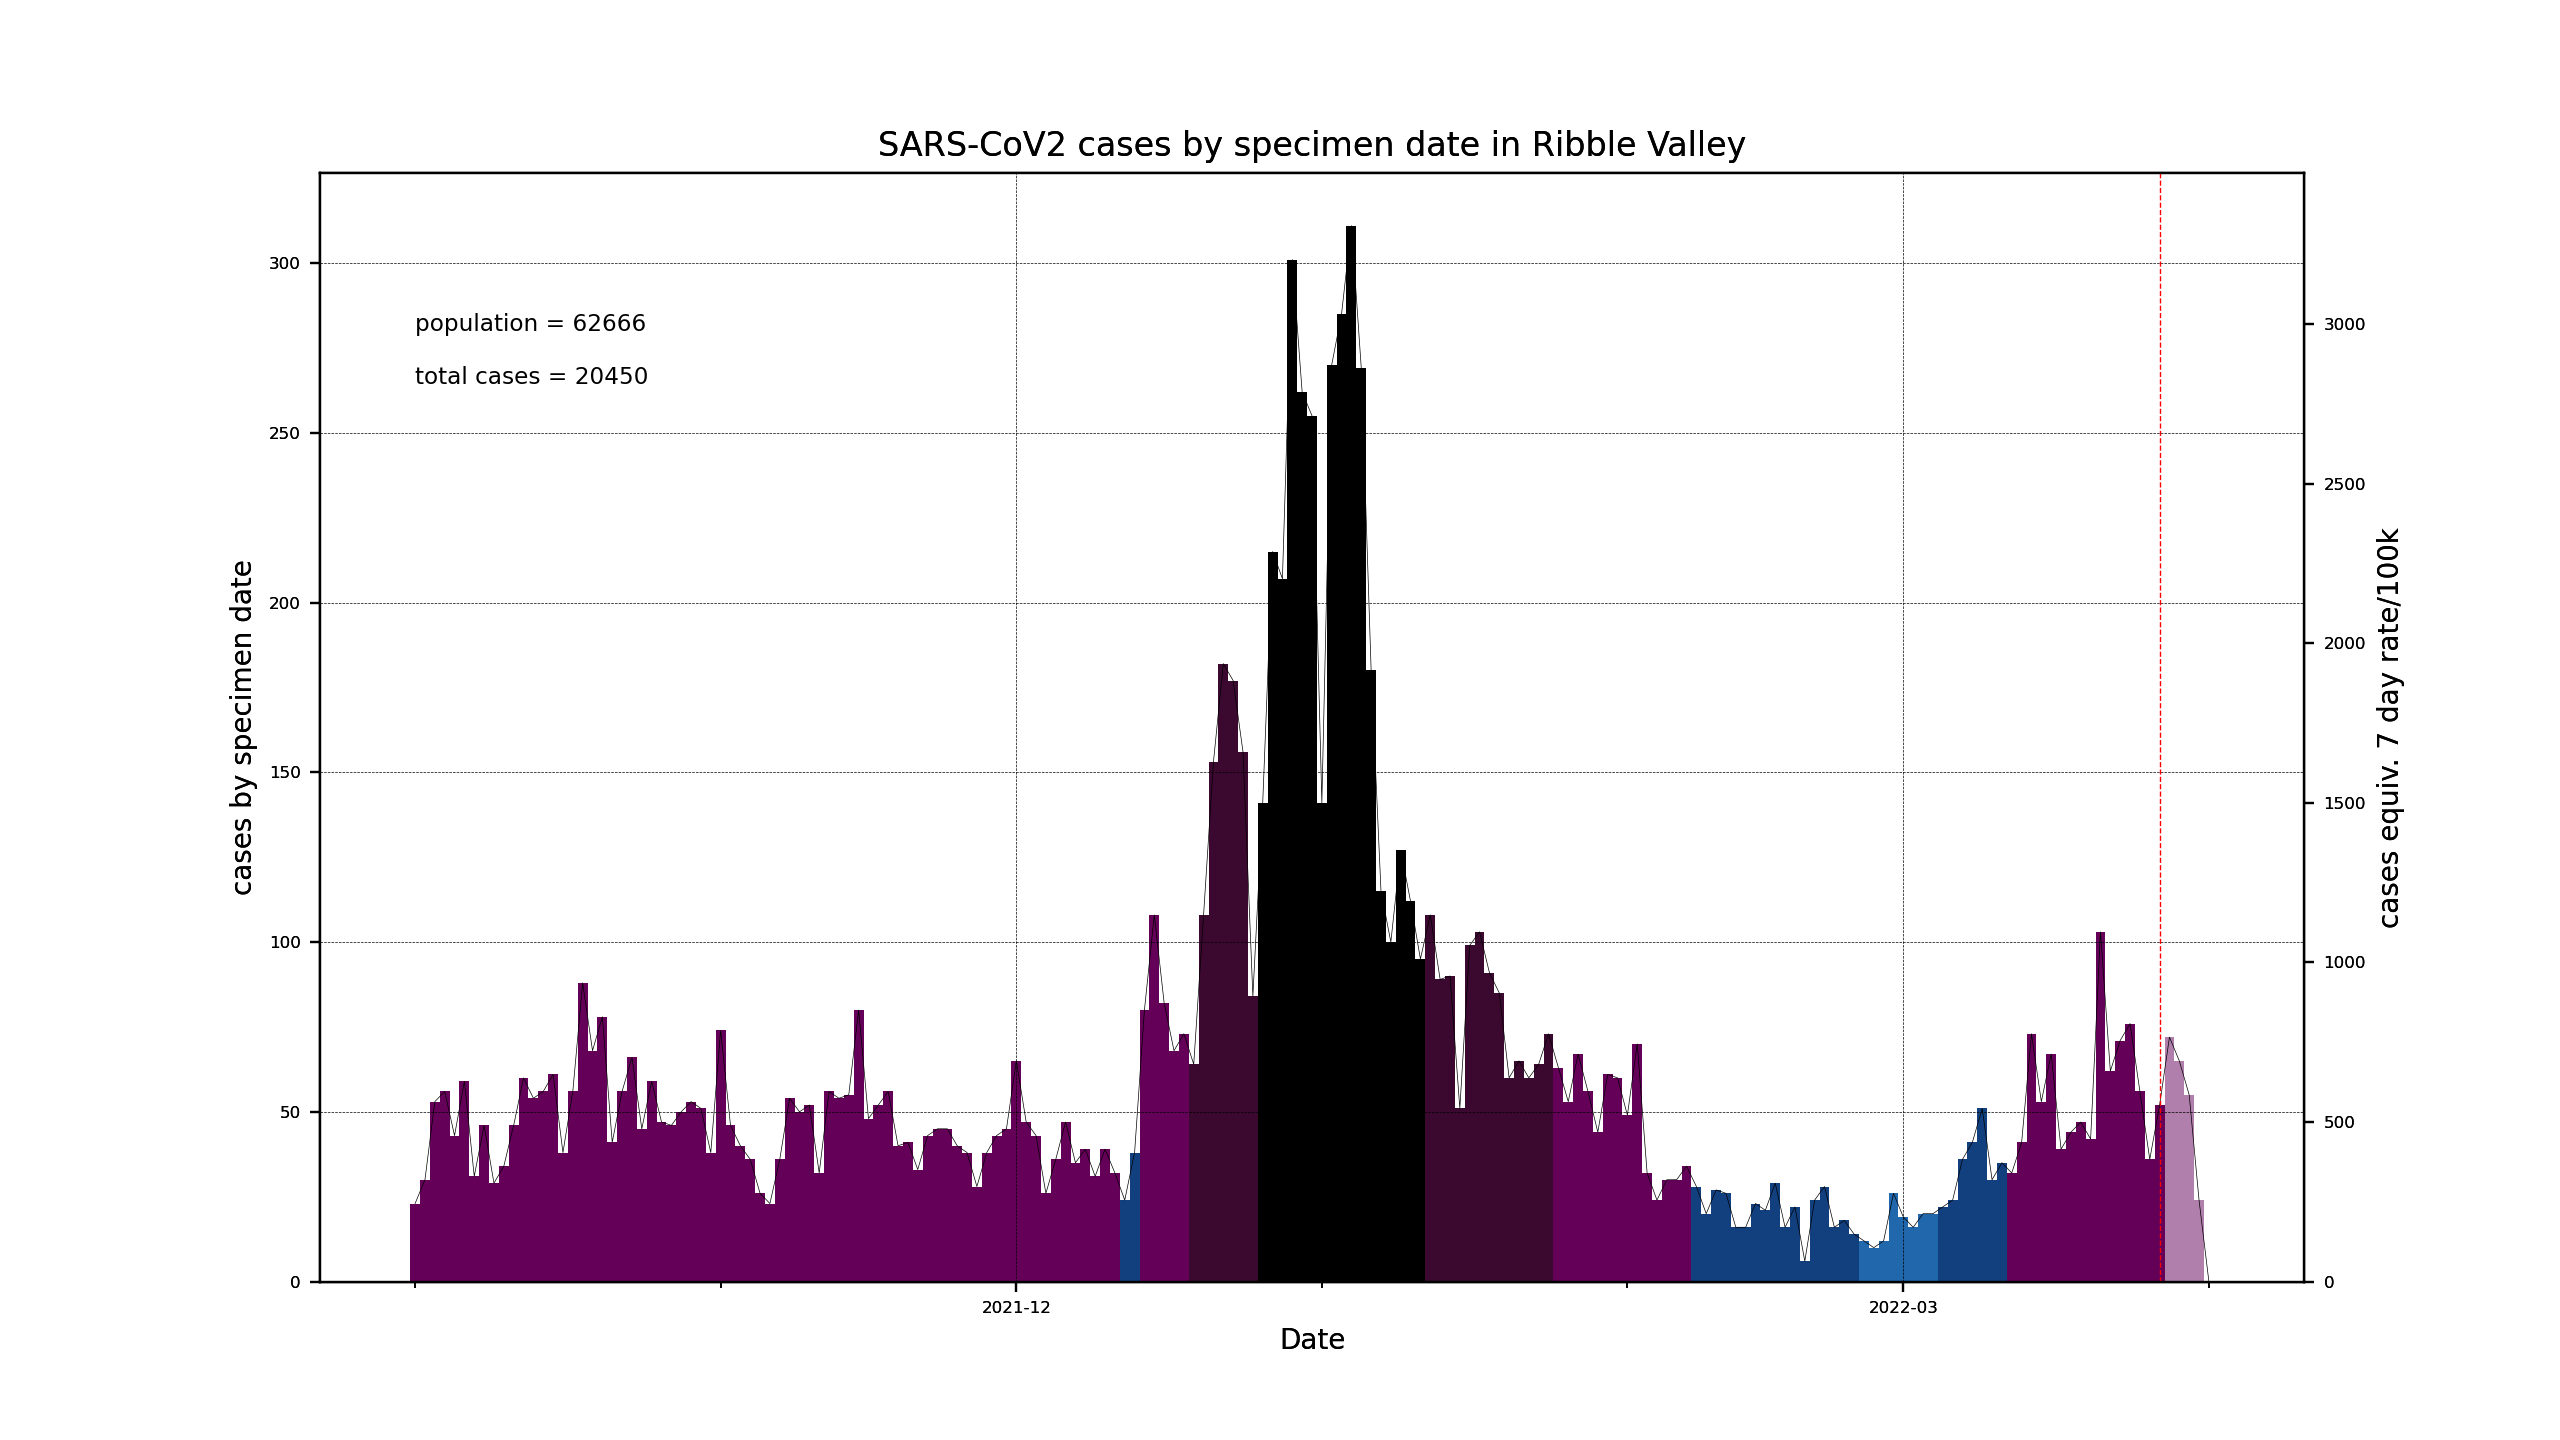 SARS-CoV2 cases by specimen date in Ribble Valley
population = 62666
total cases = 20450
cases by specimen date
300
250
200
150
100
50
0
3000
2500
2000
1500
1000
500
0
cases equiv. 7 day rate/100k
2021-12
2022-03
Date